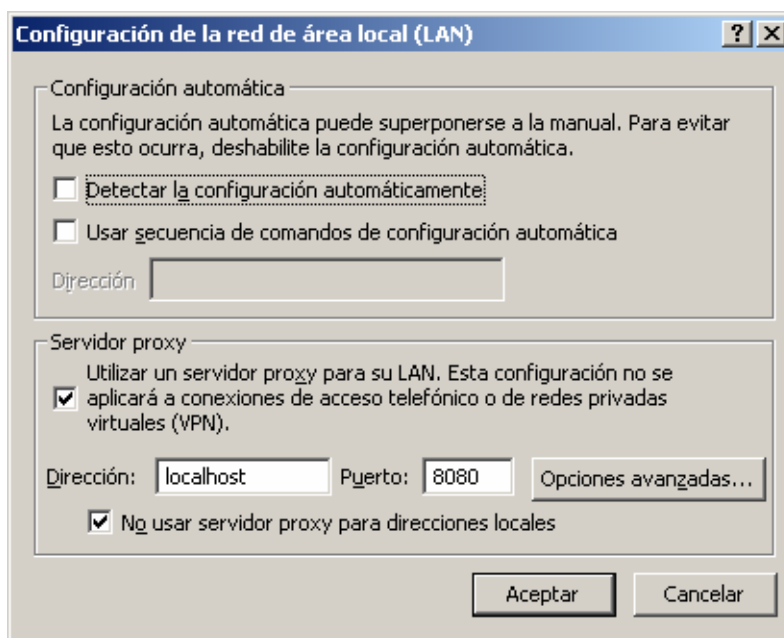 Configuración de la red de área local (LAN)
Configuración automática
La configuración automática puede superponerse a la manual. Para evitar
que esto ocurra, deshabilite la configuración automática.
Detectar la configuración automáticamente
Usar secuencia de comandos de configuración automática
Dirección
Servidor proxy
Utilizar un servidor proxy para su LAN. Esta configuración no se
aplicará a conexiones de acceso telefónico o de redes privadas
virtuales (VPN).
Dirección: localhost Puerto: 8080 Opciones avanzadas...
No usar servidor proxy para direcciones locales
Aceptar Cancelar